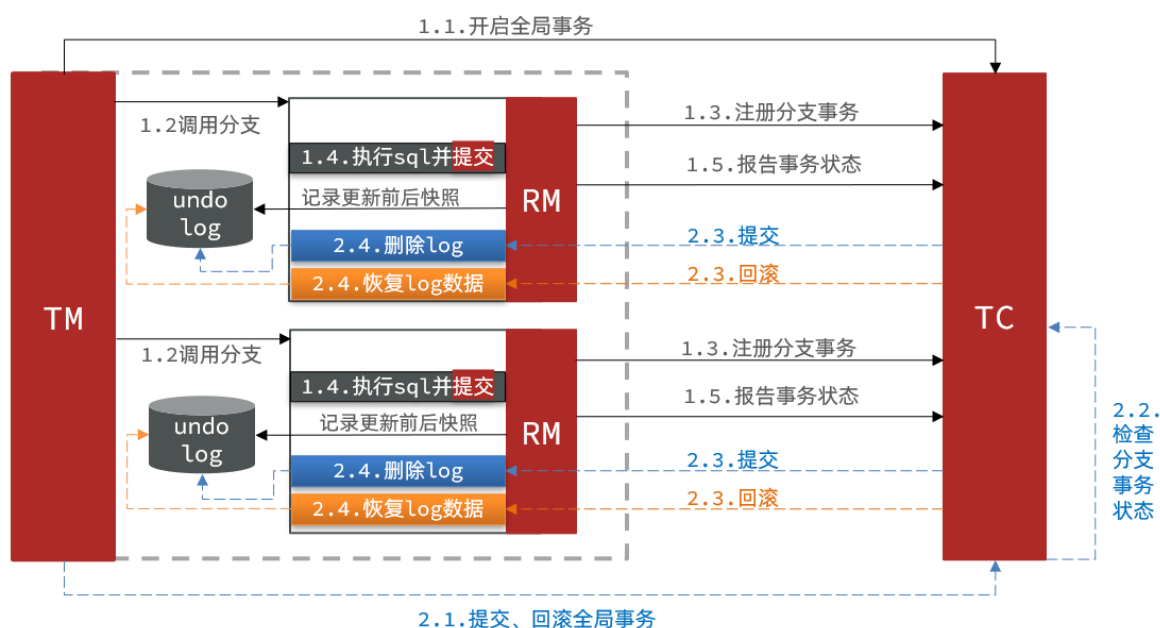 1.1.开启全局事务
TM
1.2调用分支
1.4.执行sql并提交
记录更新前后快照
undo
log
RM
2.4.删除log
2.4.恢复log数据
1.3.注册分支事务
1.5.报告事务状态
2.3.提交
2.3.回滚
TC
1.2调用分支
1.4.执行sql并提交
记录更新前后快照
undo
log
RM
2.4.删除log
2.4.恢复log数据
1.3.注册分支事务
1.5.报告事务状态
2.3.提交
2.3.回滚
2.2.
检查
分支
事务
状态
2.1.提交、回滚全局事务